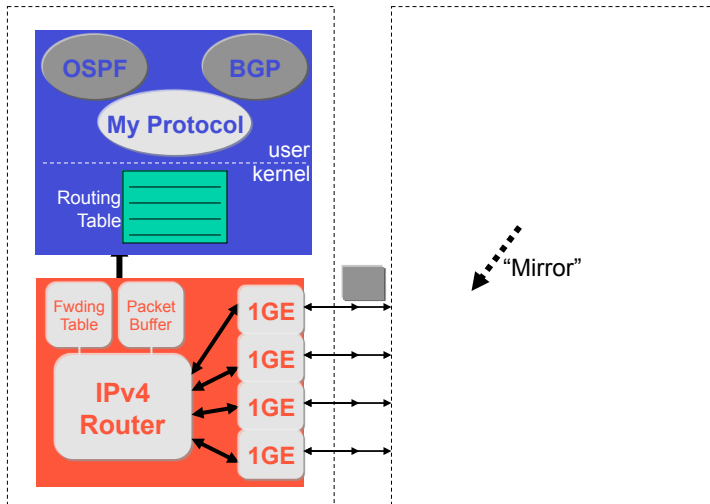 OSPF
BGP
My Protocol
user
kernel
Routing
Table
“Mirror”
Fwding
Table
Packet
Buffer
1GE
1GE
1GE
1GE
IPv4
Router